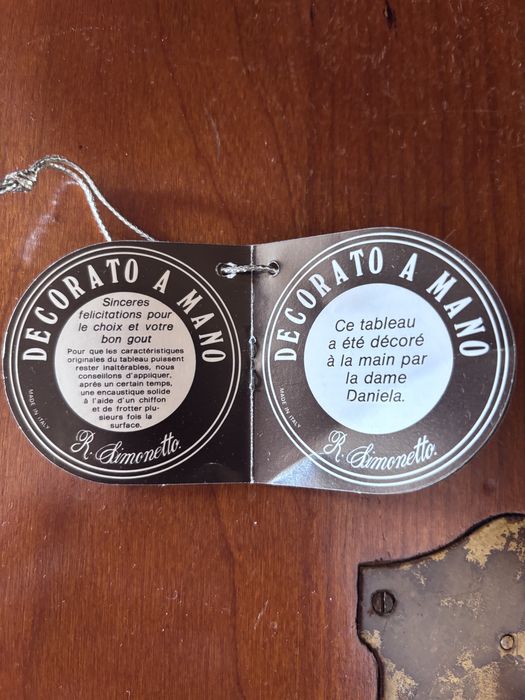 DECORATO A MANO
Sinceres
felicitations pour
le choix et votre
bon gout
Pour que les caractéristiques
originales du tableau puissent
rester inaltérables, nous
conseillons d'appliquer,
après un certain temps,
une encaustique solide
à l'aide d'un chiffon
et de frotter plu-
sieurs fois la
surface.
MADE IN ITALY
R. Simonetto.
DECORATO A MANO
Ce tableau
a été décoré
à la main par
la dame
Daniela.
MADE IN ITALY
R. Simonetto.